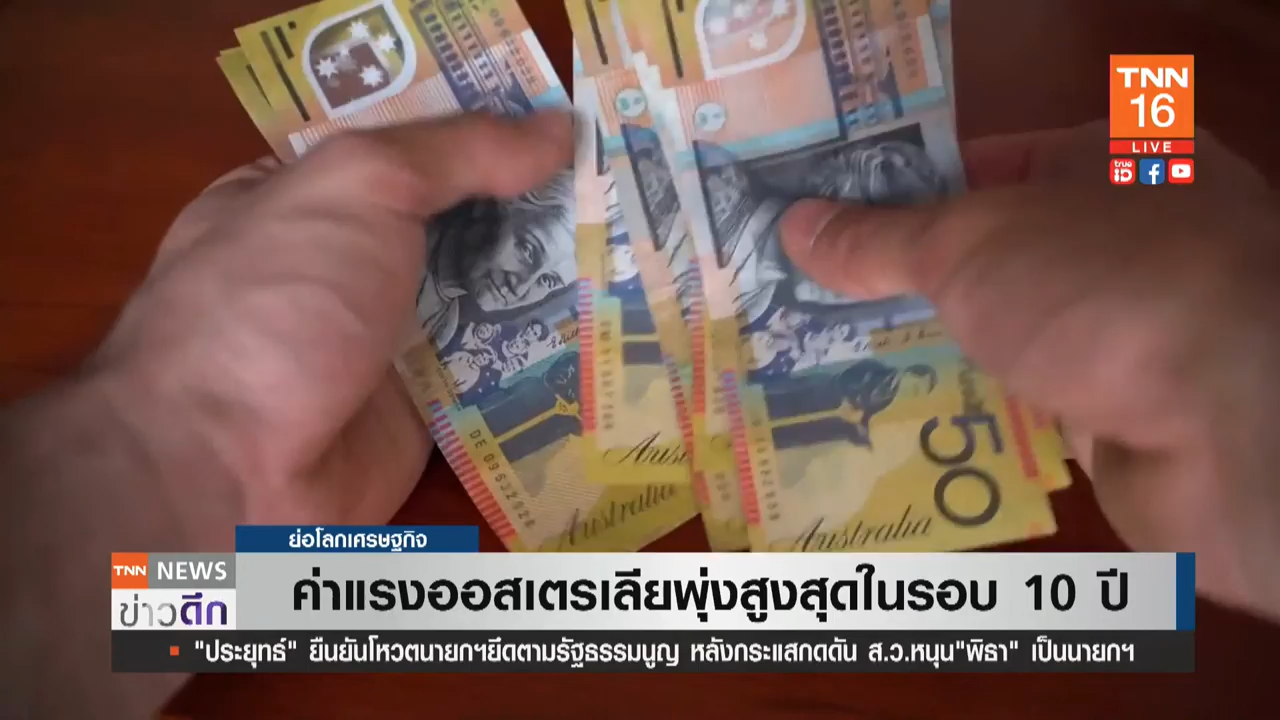 TNN
16
LIVE
true
iD
50
DE 09632026
Australia
Australia
ย่อโลกเศรษฐกิจ
TNN NEWS
ข่าวดึก
ค่าแรงออสเตรเลียพุ่งสูงสุดในรอบ 10 ปี
"ประยุทธ์" ยืนยันโหวตนายกฯยึดตามรัฐธรรมนูญ หลังกระแสกดดัน ส.ว.หนุน"พิธา" เป็นนายกฯ